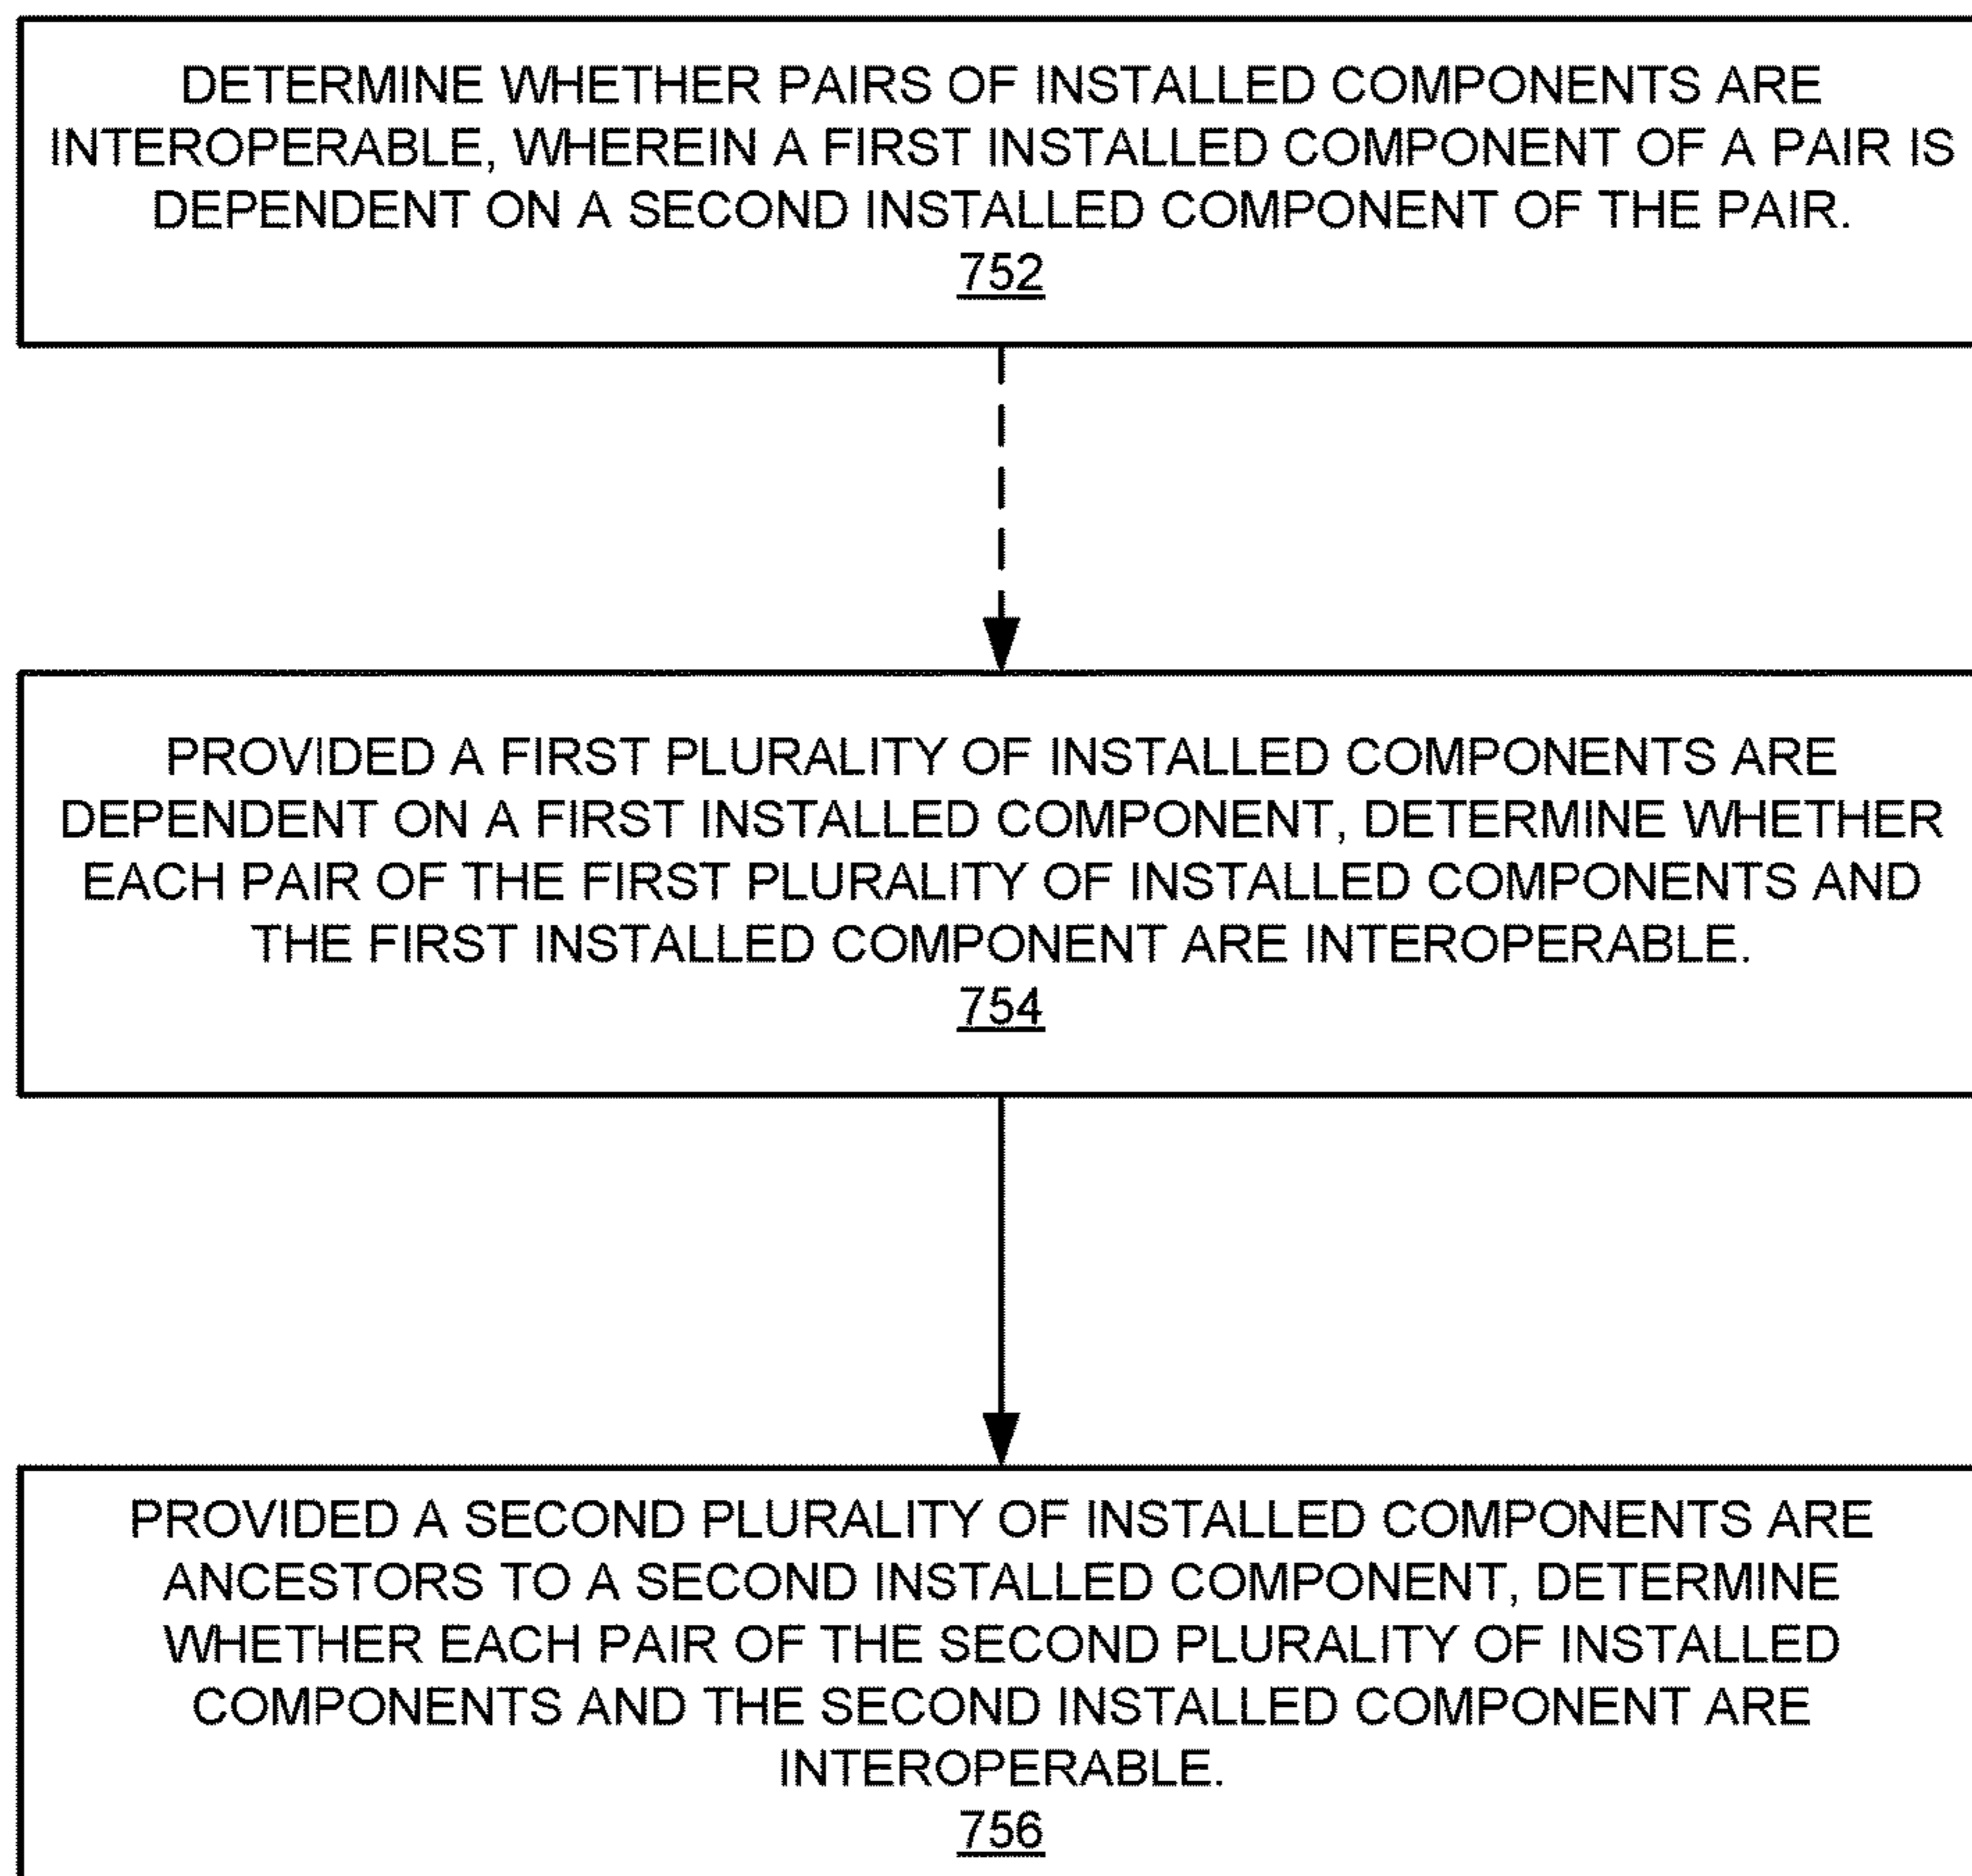 DETERMINE WHETHER PAIRS OF INSTALLED COMPONENTS ARE
INTEROPERABLE, WHEREIN A FIRST INSTALLED COMPONENT OF A PAIR IS
DEPENDENT ON A SECOND INSTALLED COMPONENT OF THE PAIR.
752
PROVIDED A FIRST PLURALITY OF INSTALLED COMPONENTS ARE
DEPENDENT ON A FIRST INSTALLED COMPONENT, DETERMINE WHETHER
EACH PAIR OF THE FIRST PLURALITY OF INSTALLED COMPONENTS AND
THE FIRST INSTALLED COMPONENT ARE INTEROPERABLE.
754
PROVIDED A SECOND PLURALITY OF INSTALLED COMPONENTS ARE
ANCESTORS TO A SECOND INSTALLED COMPONENT, DETERMINE
WHETHER EACH PAIR OF THE SECOND PLURALITY OF INSTALLED
COMPONENTS AND THE SECOND INSTALLED COMPONENT ARE
INTEROPERABLE.
756